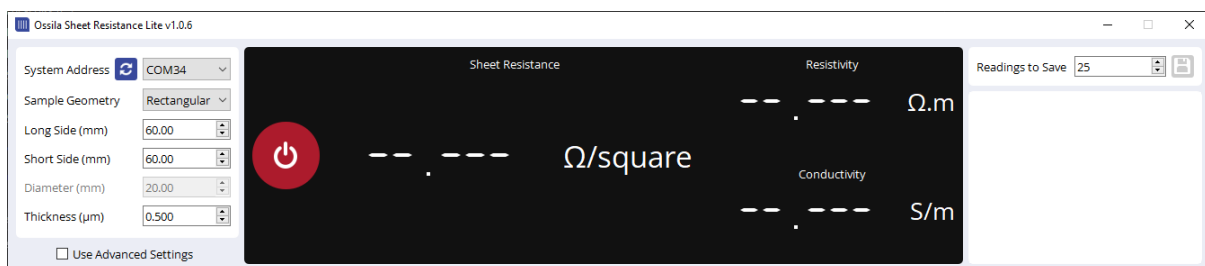 Ossila Sheet Resistance Lite v1.0.6
System Address COM34
Sample Geometry Rectangular
Long Side (mm) 60.00
Short Side (mm) 60.00
Diameter (mm) 20.00
Thickness (µm) 0.500
Use Advanced Settings
Sheet Resistance
--.--- Ω/square
Resistivity
--.--- Ω.m
Conductivity
--.--- S/m
Readings to Save 25